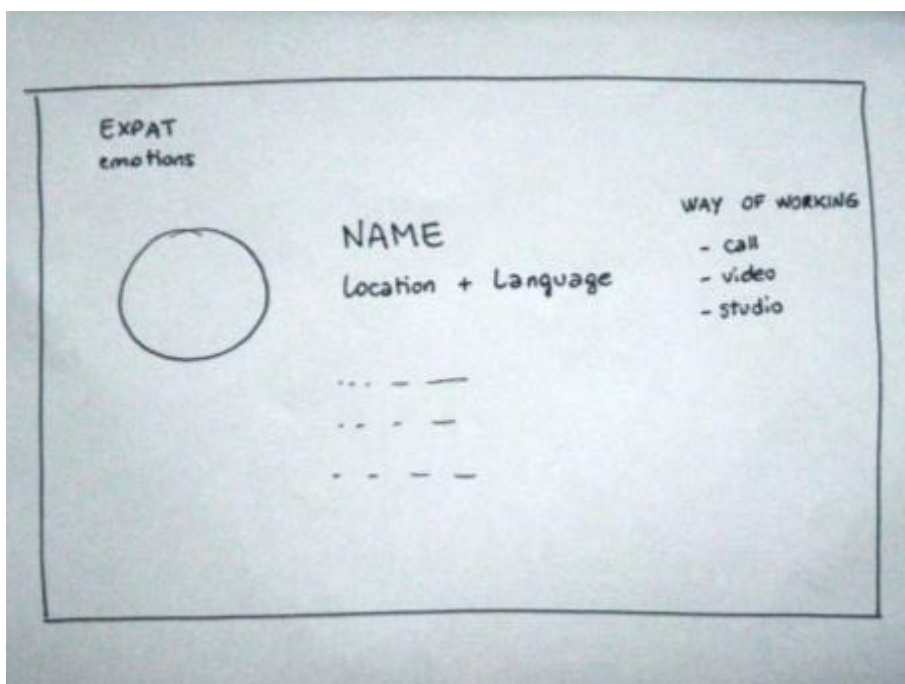 EXPAT
emotions
NAME
Location + Language
WAY OF WORKING
- call
- video
- studio